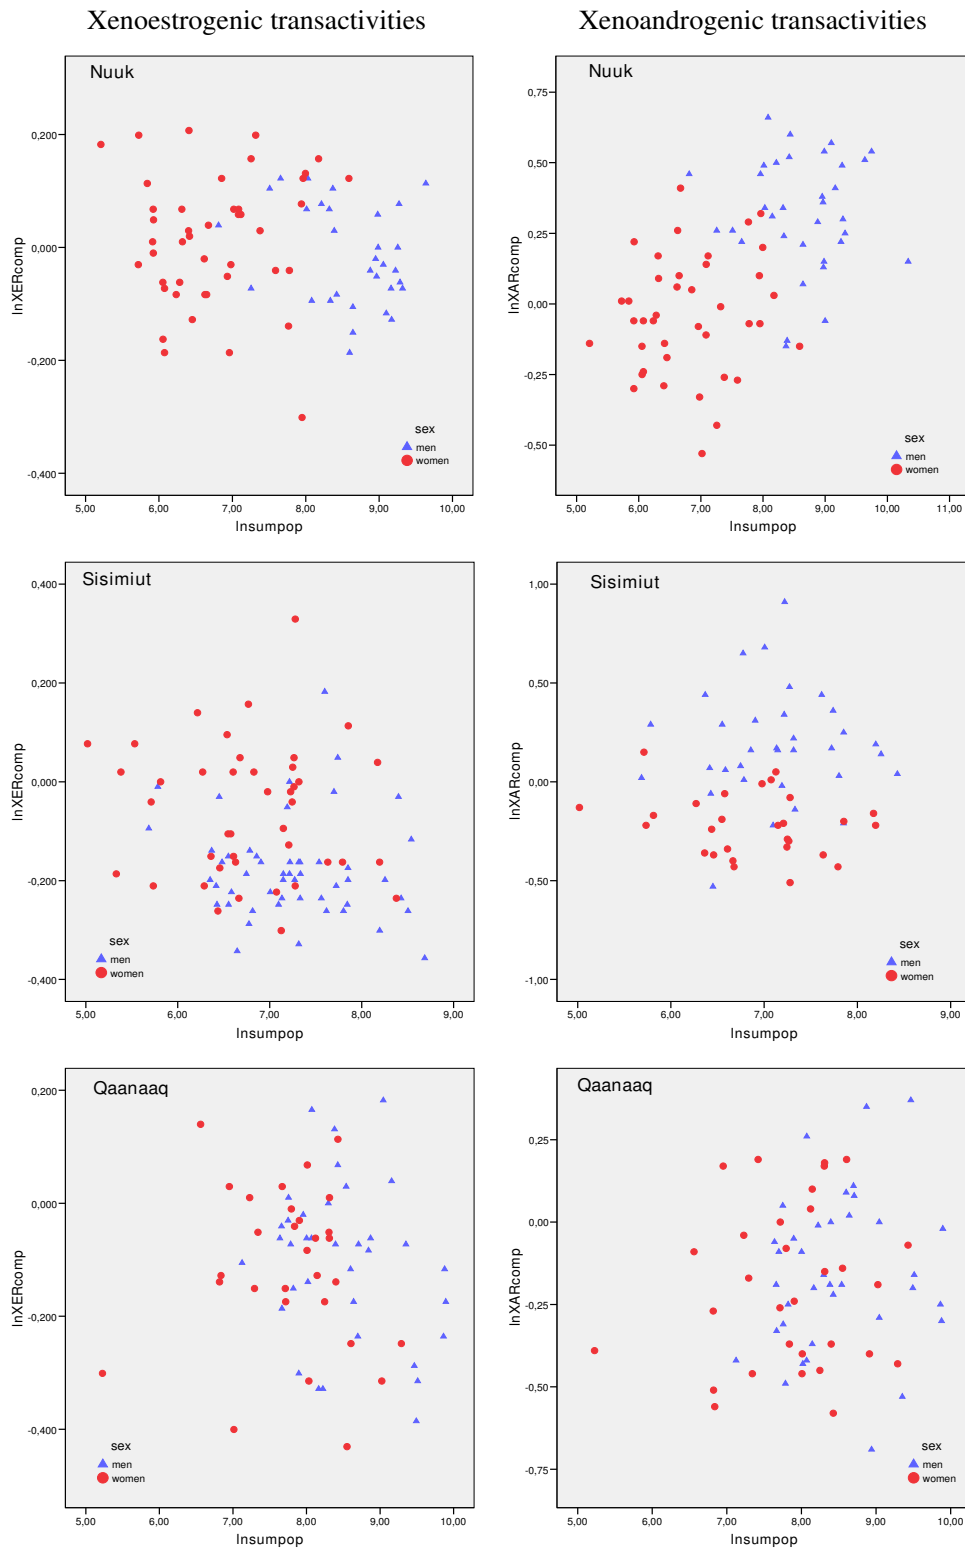 Xenoestrogenic transactivities
Xenoandrogenic transactivities
Nuuk
0,200
0,000
-0,200
-0,400
lnXERcomp
sex
men
women
5,00 6,00 7,00 8,00 9,00 10,00
lnsumpop
Nuuk
0,75
0,50
0,25
0,00
-0,25
-0,50
lnXARcomp
sex
men
women
5,00 6,00 7,00 8,00 9,00 10,00 11,00
lnsumpop
Sisimiut
0,400
0,200
0,000
-0,200
-0,400
lnXERcomp
sex
men
women
5,00 6,00 7,00 8,00 9,00
lnsumpop
Sisimiut
1,00
0,50
0,00
-0,50
-1,00
lnXARcomp
sex
men
women
5,00 6,00 7,00 8,00 9,00
lnsumpop
Qaanaaq
0,200
0,000
-0,200
-0,400
lnXERcomp
sex
men
women
5,00 6,00 7,00 8,00 9,00 10,00
lnsumpop
Qaanaaq
0,25
0,00
-0,25
-0,50
-0,75
lnXARcomp
sex
men
women
5,00 6,00 7,00 8,00 9,00 10,00
lnsumpop